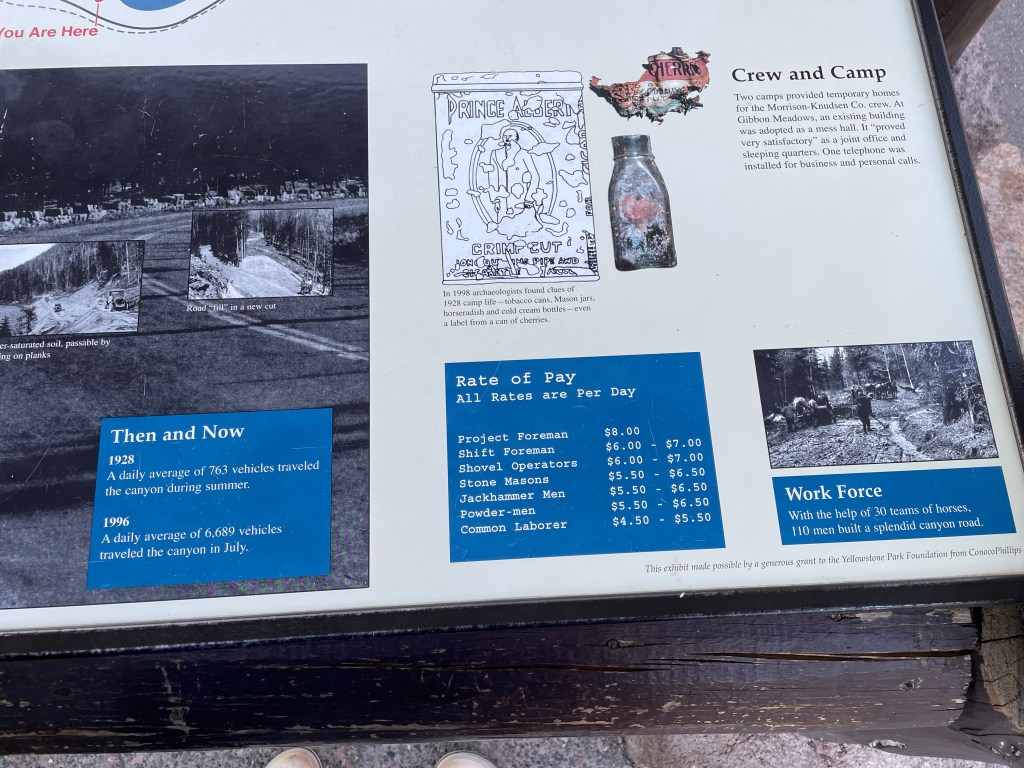 You Are Here
er-saturated soil, passable by
ing on planks
Road "fill" in a new cut
Then and Now
1928
A daily average of 763 vehicles traveled
the canyon during summer.
1996
A daily average of 6,689 vehicles
traveled the canyon in July.
PRINCE ALBERT
CRIMP CUT
PIPE AND
In 1998 archaeologists found clues of
1928 camp life—tobacco cans, Mason jars,
horseradish and cold cream bottles—even
a label from a can of cherries.
Crew and Camp
Two camps provided temporary homes
for the Morrison-Knudsen Co. crew. At
Gibbon Meadows, an existing building
was adopted as a mess hall. It "proved
very satisfactory" as a joint office and
sleeping quarters. One telephone was
installed for business and personal calls.
Rate of Pay
All Rates are Per Day
Project Foreman $8.00
Shift Foreman $6.00 - $7.00
Shovel Operators $6.00 - $7.00
Stone Masons $5.50 - $6.50
Jackhammer Men $5.50 - $6.50
Powder-men $5.50 - $6.50
Common Laborer $4.50 - $5.50
Work Force
With the help of 30 teams of horses,
110 men built a splendid canyon road.
This exhibit made possible by a generous grant to the Yellowstone Park Foundation from ConocoPhillips